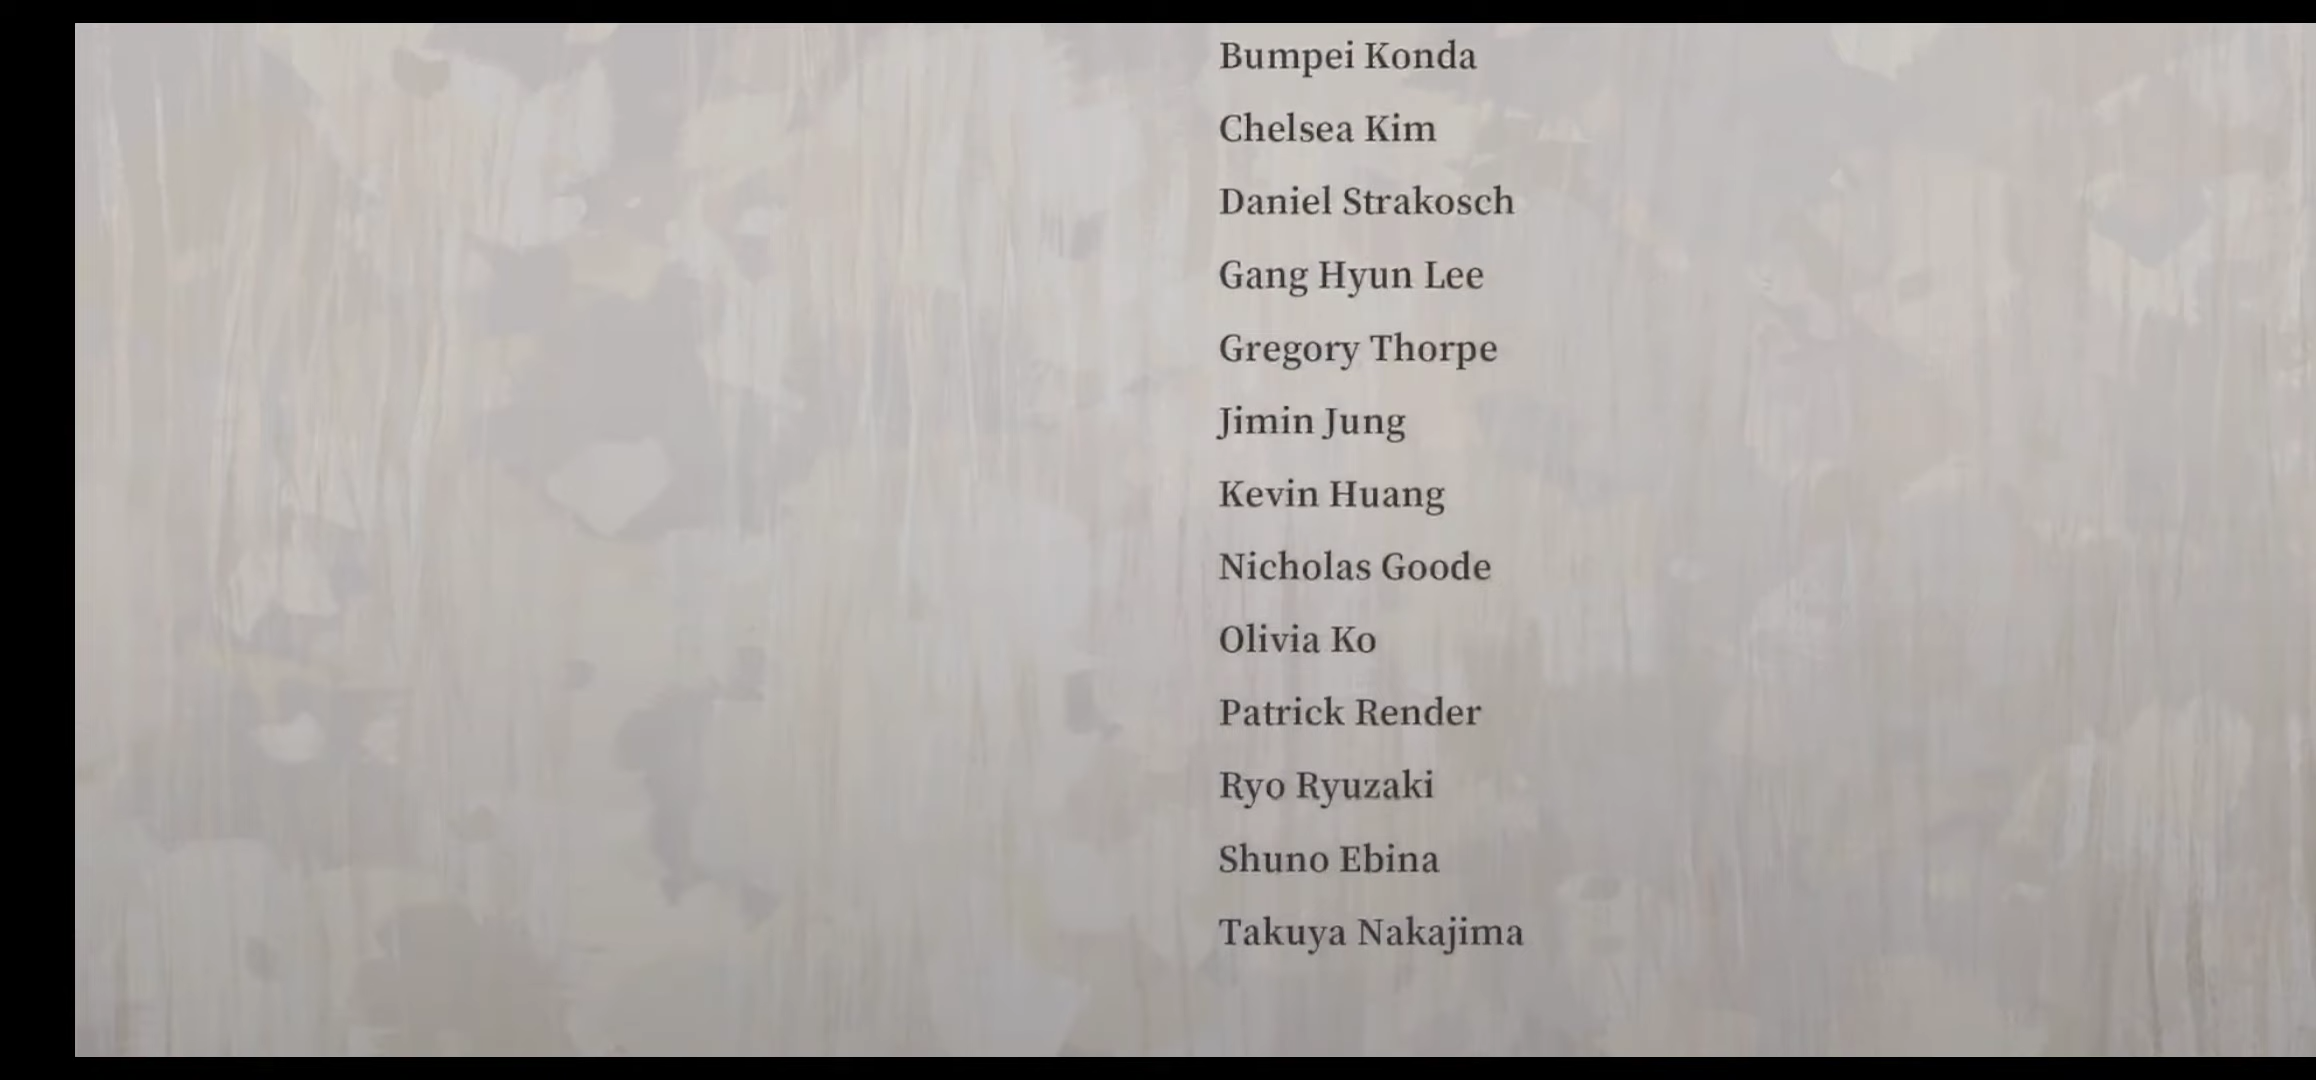 Bumpei Konda
Chelsea Kim
Daniel Strakosch
Gang Hyun Lee
Gregory Thorpe
Jimin Jung
Kevin Huang
Nicholas Goode
Olivia Ko
Patrick Render
Ryo Ryuzaki
Shuno Ebina
Takuya Nakajima